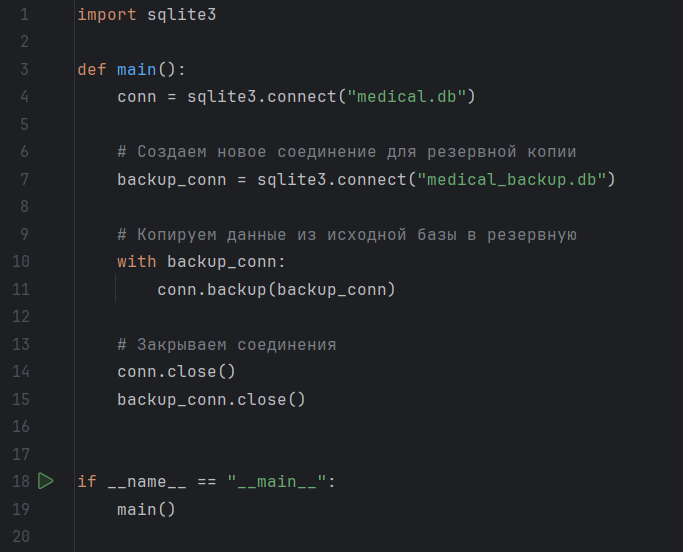 1 import sqlite3
2
3 def main():
4     conn = sqlite3.connect("medical.db")
5
6     # Создаем новое соединение для резервной копии
7     backup_conn = sqlite3.connect("medical_backup.db")
8
9     # Копируем данные из исходной базы в резервную
10     with backup_conn:
11         conn.backup(backup_conn)
12
13     # Закрываем соединения
14     conn.close()
15     backup_conn.close()
16
17
18 if __name__ == "__main__":
19     main()
20